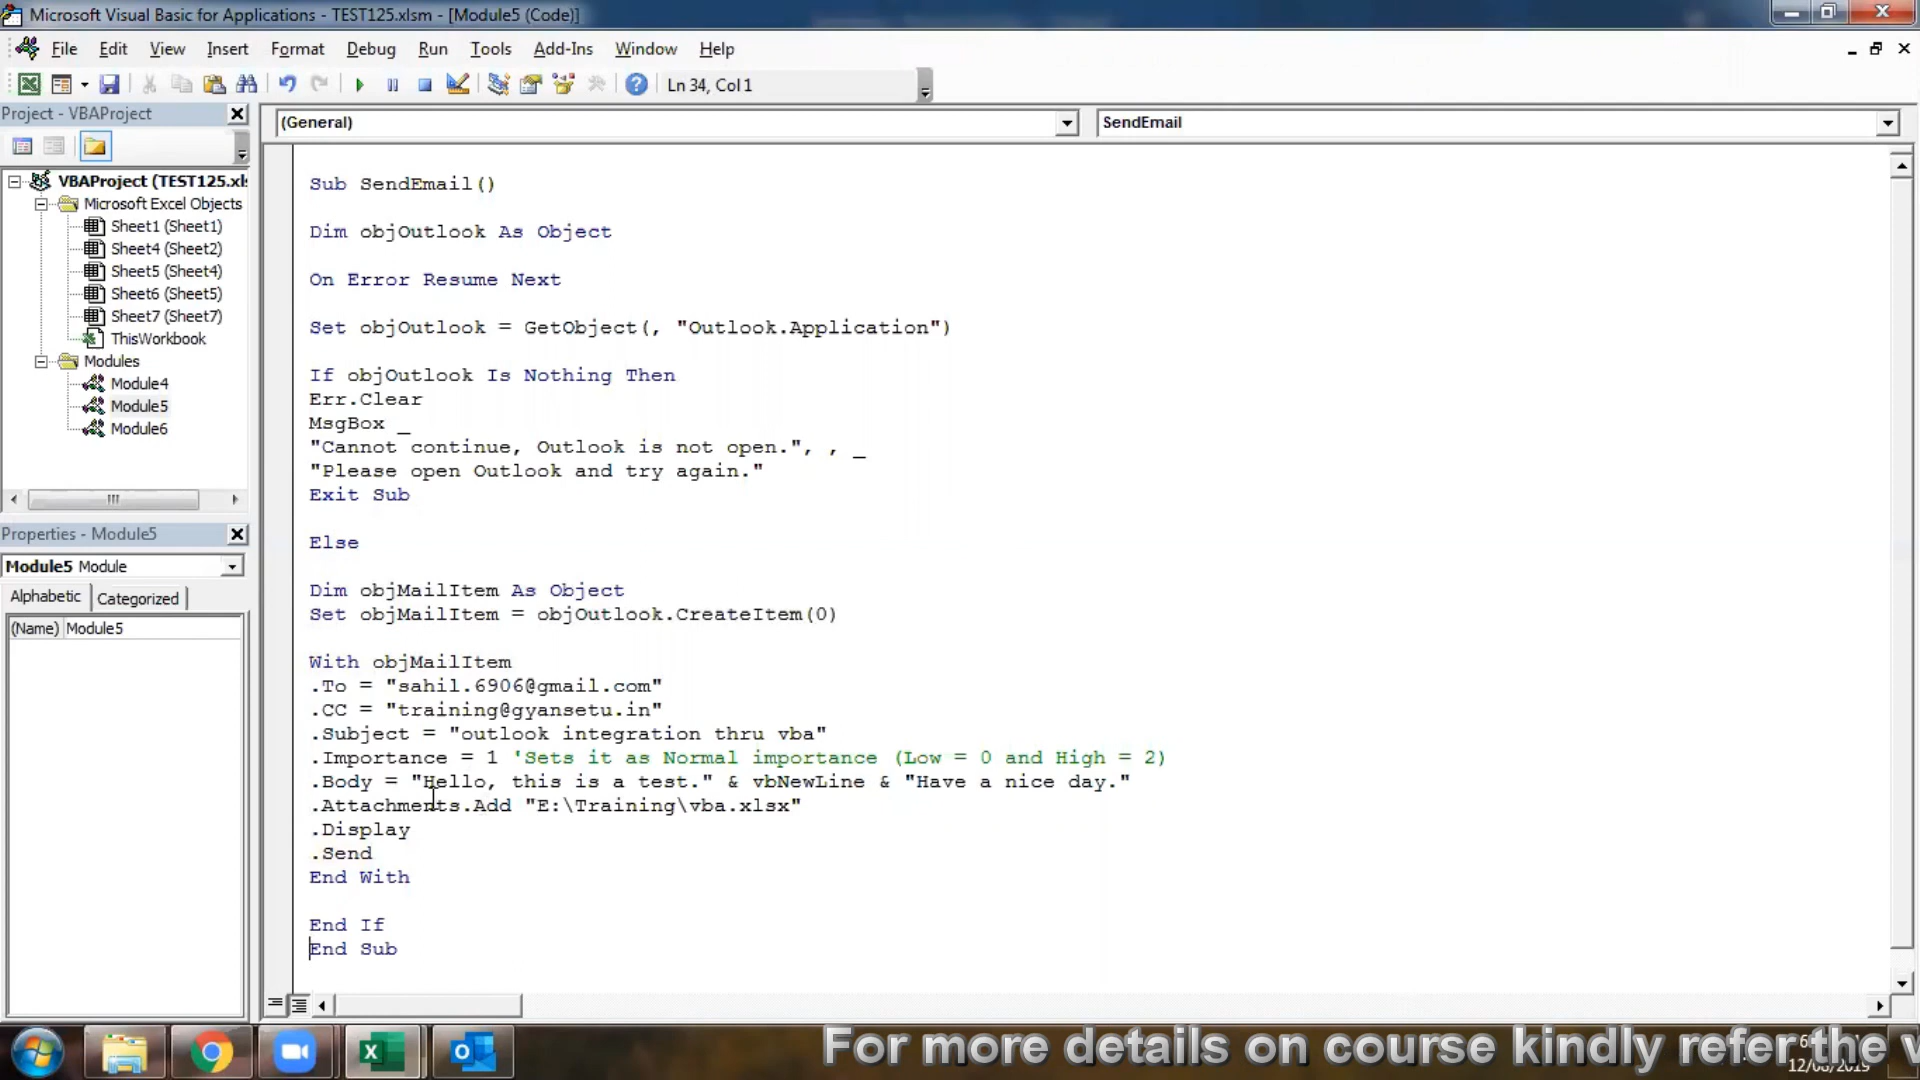 Microsoft Visual Basic for Applications - TEST125.xlsm - [Module5 (Code)]
File Edit View Insert Format Debug Run Tools Add-Ins Window Help
Ln 34, Col 1
Project - VBAProject
(General)
SendEmail
VBAProject (TEST125.xl
Microsoft Excel Objects
Sheet1 (Sheet1)
Sheet4 (Sheet2)
Sheet5 (Sheet4)
Sheet6 (Sheet5)
Sheet7 (Sheet7)
ThisWorkbook
Modules
Module4
Module5
Module6
Properties - Module5
Module5 Module
Alphabetic Categorized
(Name) Module5
Sub SendEmail()
Dim objOutlook As Object
On Error Resume Next
Set objOutlook = GetObject(, "Outlook.Application")
If objOutlook Is Nothing Then
Err.Clear
MsgBox _
"Cannot continue, Outlook is not open.", , _
"Please open Outlook and try again."
Exit Sub
Else
Dim objMailItem As Object
Set objMailItem = objOutlook.CreateItem(0)
With objMailItem
.To = "sahil.6906@gmail.com"
.CC = "training@gyansetu.in"
.Subject = "outlook integration thru vba"
.Importance = 1 'Sets it as Normal importance (Low = 0 and High = 2)
.Body = "Hello, this is a test." & vbNewLine & "Have a nice day."
.Attachments.Add "E:\Training\vba.xlsx"
.Display
.Send
End With
End If
End Sub
For more details on course kindly refer the
12/08/2019